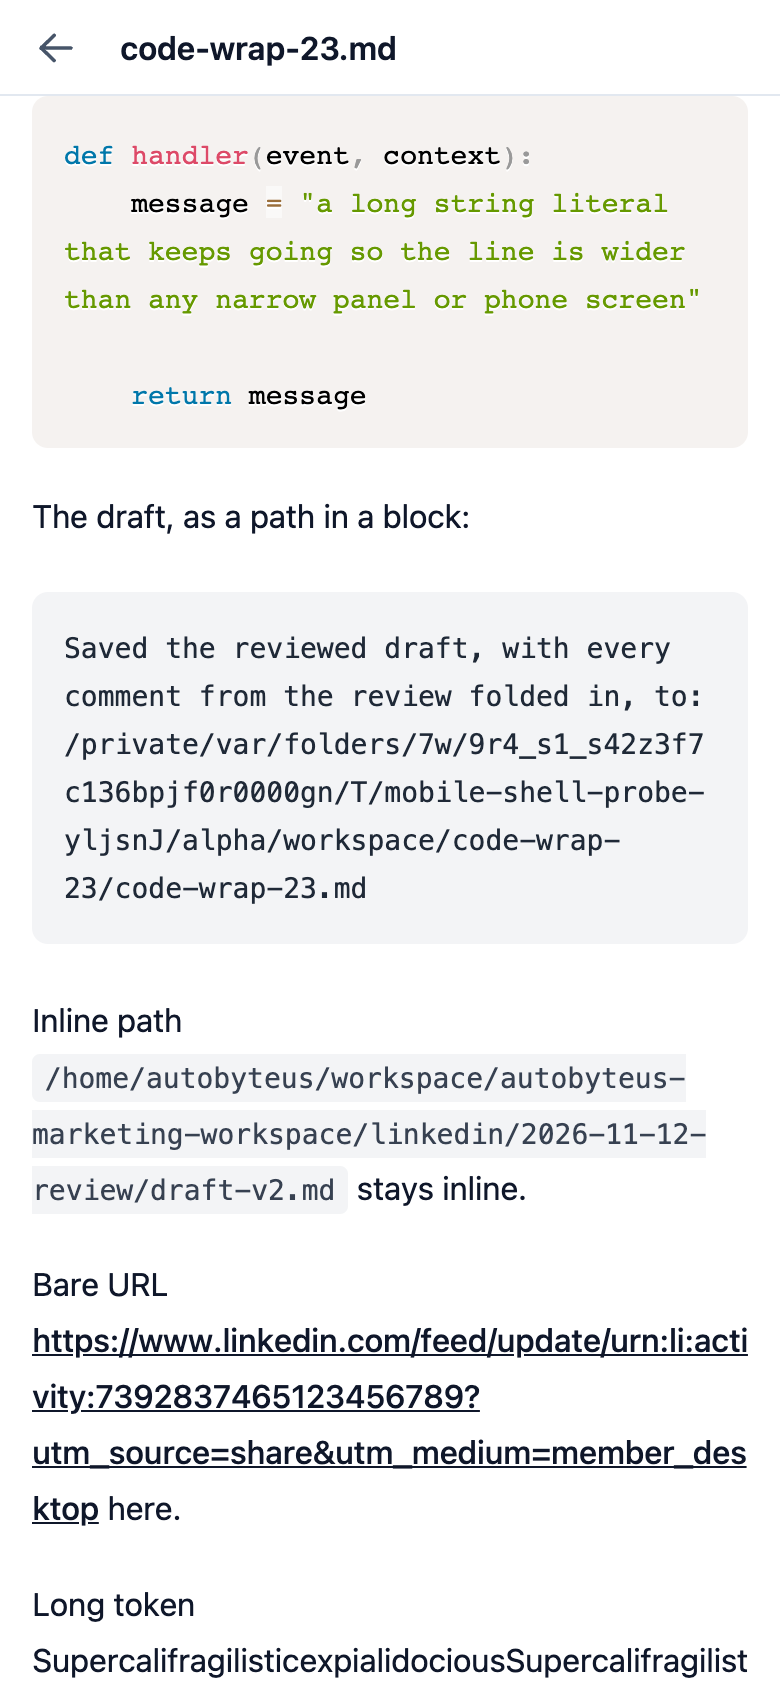 code-wrap-23.md
def handler(event, context):
    message = "a long string literal
that keeps going so the line is wider
than any narrow panel or phone screen"
    return message
The draft, as a path in a block:
Saved the reviewed draft, with every
comment from the review folded in, to:
/private/var/folders/7w/9r4_s1_s42z3f7
c136bpjf0r0000gn/T/mobile-shell-probe-
yljsnJ/alpha/workspace/code-wrap-
23/code-wrap-23.md
Inline path
/home/autobyteus/workspace/autobyteus-
marketing-workspace/linkedin/2026-11-12-
review/draft-v2.md stays inline.
Bare URL
https://www.linkedin.com/feed/update/urn:li:acti
vity:7392837465123456789?
utm_source=share&utm_medium=member_des
ktop here.
Long token
SupercalifragilisticexpialidociousSupercalifragilist